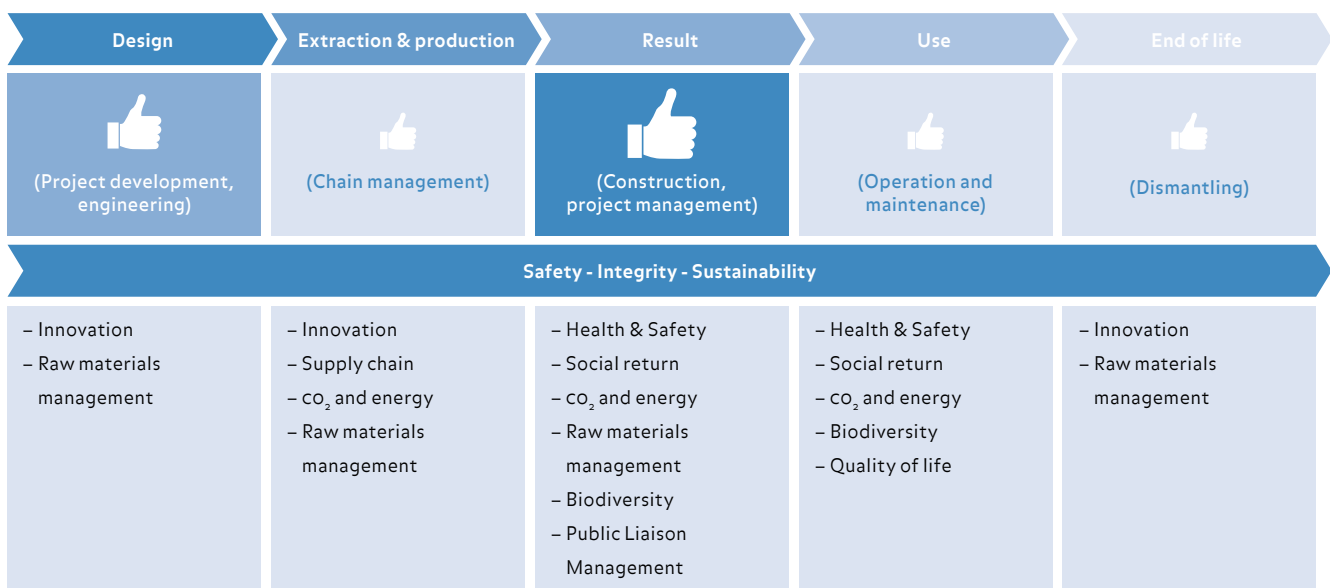 Design
Extraction & production
Result
Use
End of life
(Project development,
engineering)
(Chain management)
(Construction,
project management)
(Operation and
maintenance)
(Dismantling)
Safety - Integrity - Sustainability
– Innovation
– Raw materials
management
– Innovation
– Supply chain
– CO₂ and energy
– Raw materials
management
– Health & Safety
– Social return
– CO₂ and energy
– Raw materials
management
– Biodiversity
– Public Liaison
Management
– Health & Safety
– Social return
– CO₂ and energy
– Biodiversity
– Quality of life
– Innovation
– Raw materials
management